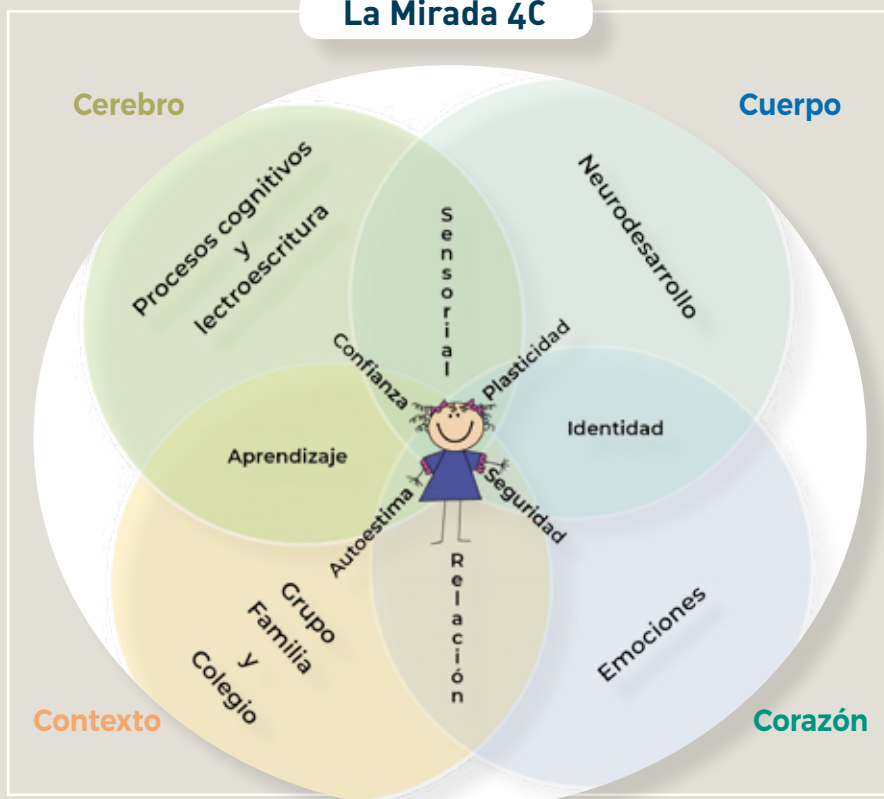 La Mirada 4C
Cerebro
Cuerpo
Procesos cognitivos
y
lectroescritura
Sensorial
Neurodesarrollo
Confianza
Plasticidad
Aprendizaje
Identidad
Autoestima
Seguridad
Grupo
Familia
y
Colegio
Relación
Emociones
Contexto
Corazón